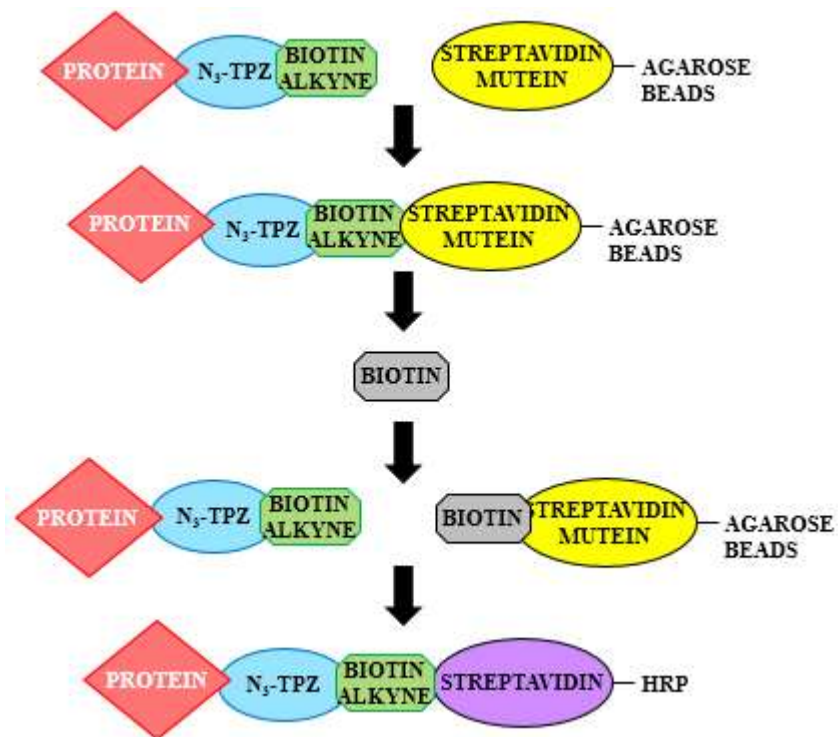 PROTEIN
N₃-TPZ
BIOTIN
ALKYNE
STREPTAVIDIN
MUTEIN
AGAROSE
BEADS
PROTEIN
N₃-TPZ
BIOTIN
ALKYNE
STREPTAVIDIN
MUTEIN
AGAROSE
BEADS
BIOTIN
PROTEIN
N₃-TPZ
BIOTIN
ALKYNE
BIOTIN
STREPTAVIDIN
MUTEIN
AGAROSE
BEADS
PROTEIN
N₃-TPZ
BIOTIN
ALKYNE
STREPTAVIDIN
HRP